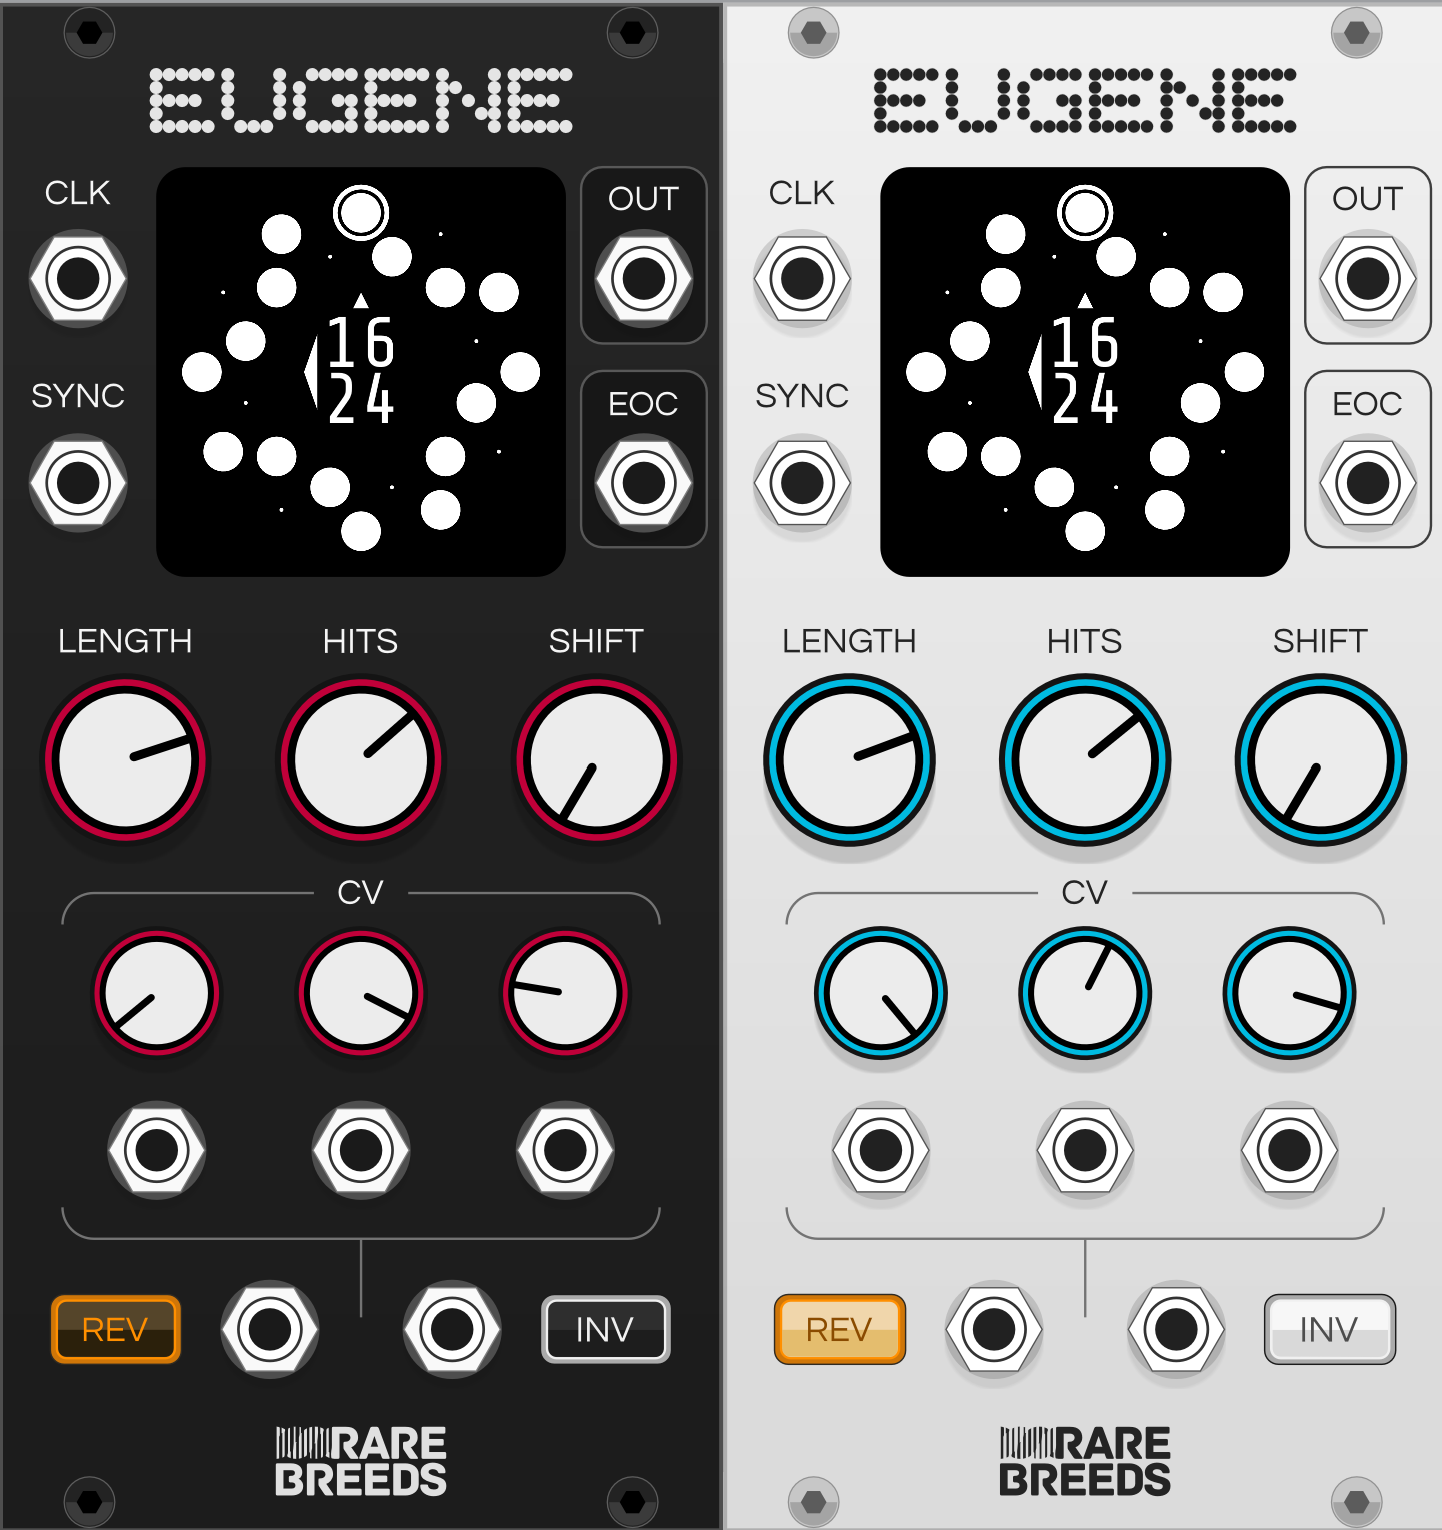 EUGENE
CLK
OUT
16
24
SYNC
EOC
LENGTH HITS SHIFT
CV
REV INV
RARE
BREEDS
EUGENE
CLK
OUT
16
24
SYNC
EOC
LENGTH HITS SHIFT
CV
REV INV
RARE
BREEDS